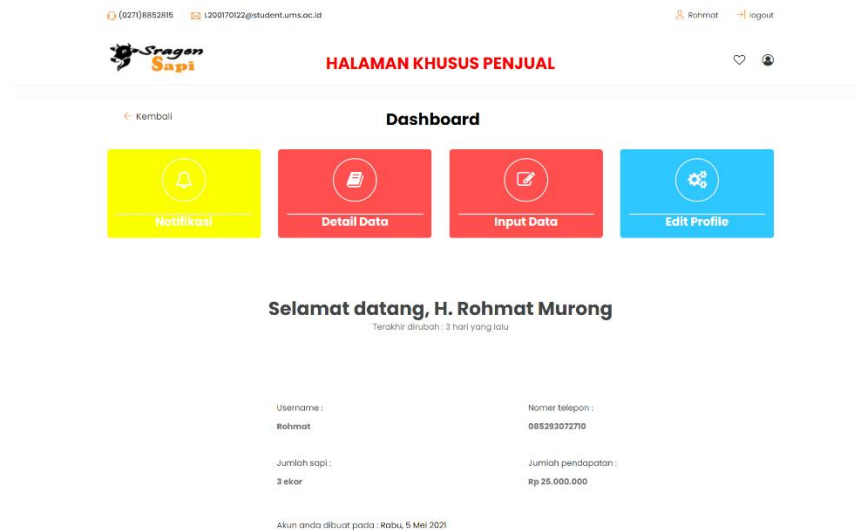 (0271)8852815 L200170122@student.ums.ac.id Rohmat logout
Sragen
Sapi
HALAMAN KHUSUS PENJUAL
Kembali
Dashboard
Notifikasi Detail Data Input Data Edit Profile
Selamat datang, H. Rohmat Murong
Terakhir dirubah : 3 hari yang lalu
Username : Nomer telepon :
Rohmat 085293072710
Jumlah sapi : Jumlah pendapatan :
3 ekor Rp 25.000.000
Akun anda dibuat pada : Rabu, 5 Mei 2021